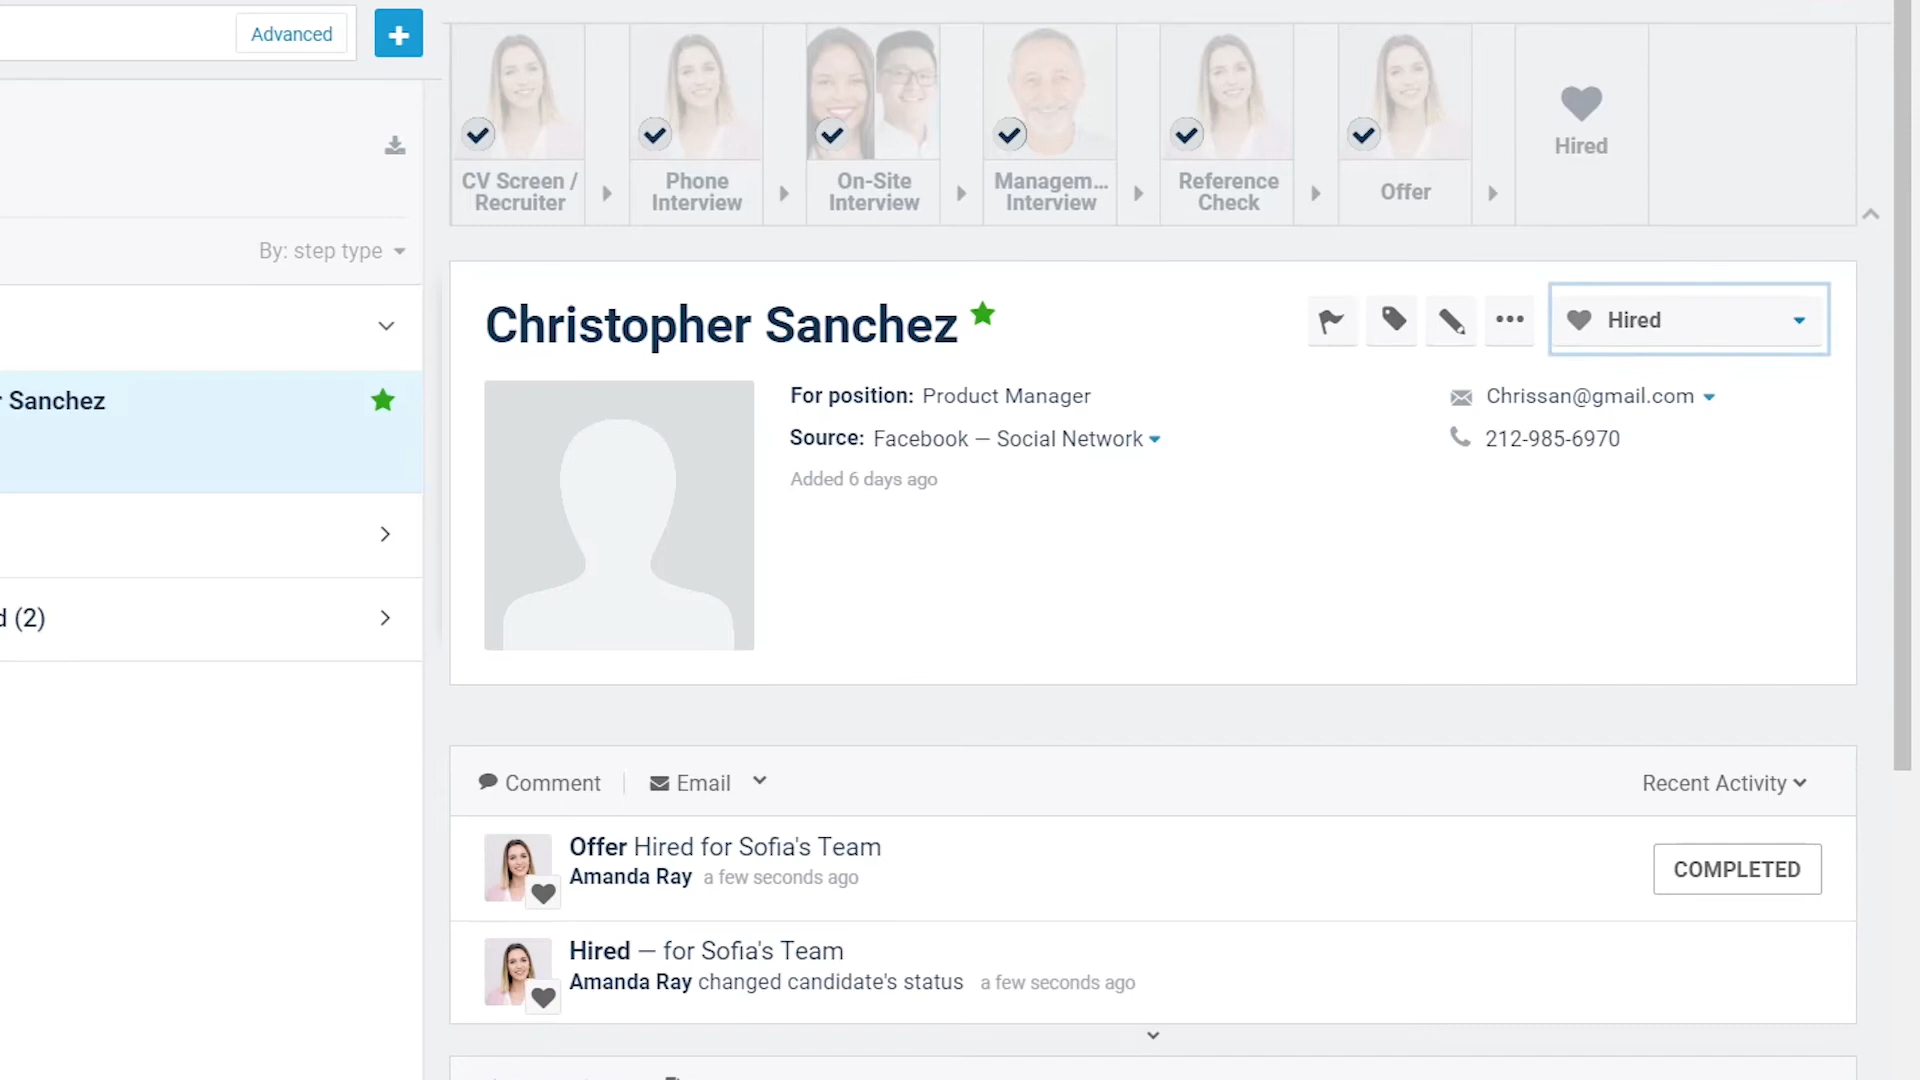 Advanced
By: step type
Sanchez
(2)
CV Screen /
Recruiter
Phone
Interview
On-Site
Interview
Managem...
Interview
Reference
Check
Offer
Hired
Christopher Sanchez
Hired
For position: Product Manager
Source: Facebook — Social Network
Added 6 days ago
Chrissan@gmail.com
212-985-6970
Comment
Email
Recent Activity
Offer Hired for Sofia's Team
Amanda Ray a few seconds ago
COMPLETED
Hired — for Sofia's Team
Amanda Ray changed candidate's status a few seconds ago